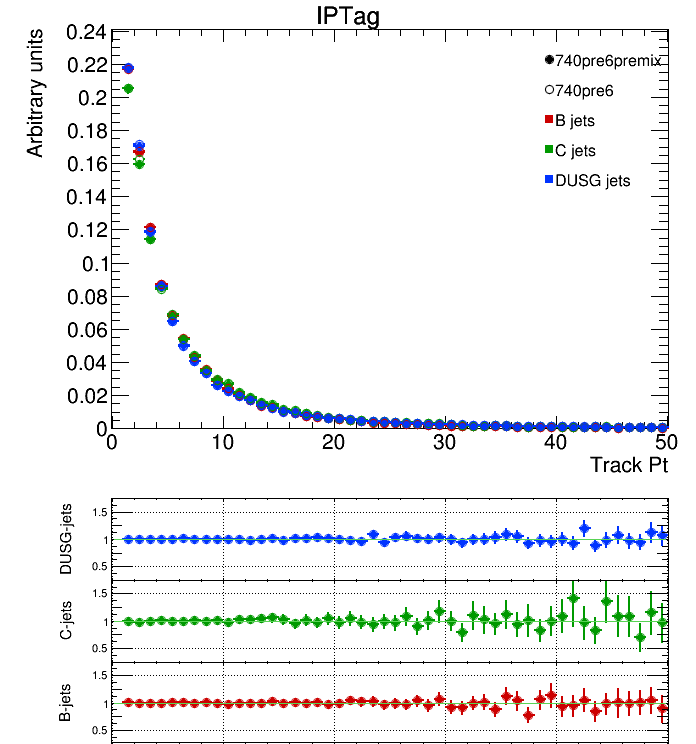 IPTag
Arbitrary units
0.24
0.22
0.2
0.18
0.16
0.14
0.12
0.1
0.08
0.06
0.04
0.02
0
740pre6premix
740pre6
B jets
C jets
DUSG jets
0 10 20 30 40 50
Track Pt
DUSG-jets
1.5
1
0.5
C-jets
1.5
1
0.5
B-jets
1.5
1
0.5